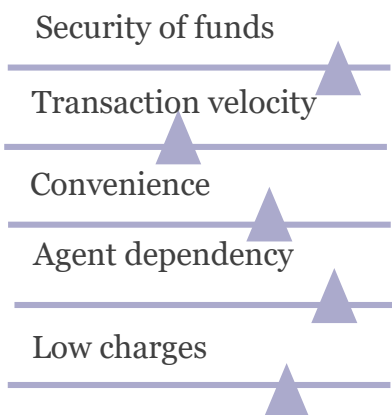 Security of funds
Transaction velocity
Convenience
Agent dependency
Low charges